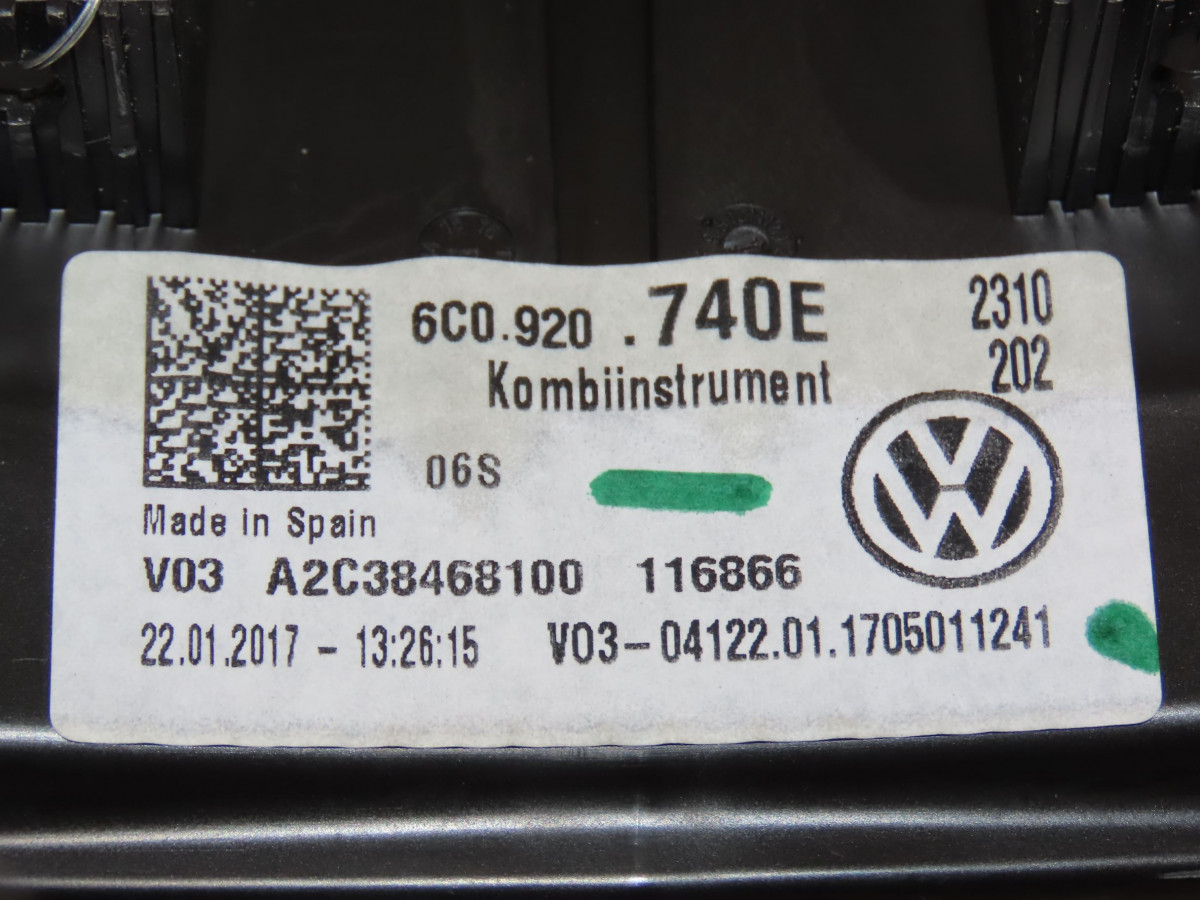 6C0.920 .740E 2310
Kombiinstrument 202
06S
Made in Spain
V03 A2C38468100 116866
22.01.2017 - 13:26:15 V03-04122.01.1705011241